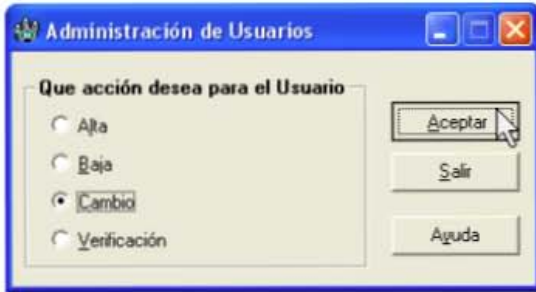 Administración de Usuarios
Que acción desea para el Usuario
Alta
Baja
Cambio
Verificación
Aceptar
Salir
Ayuda